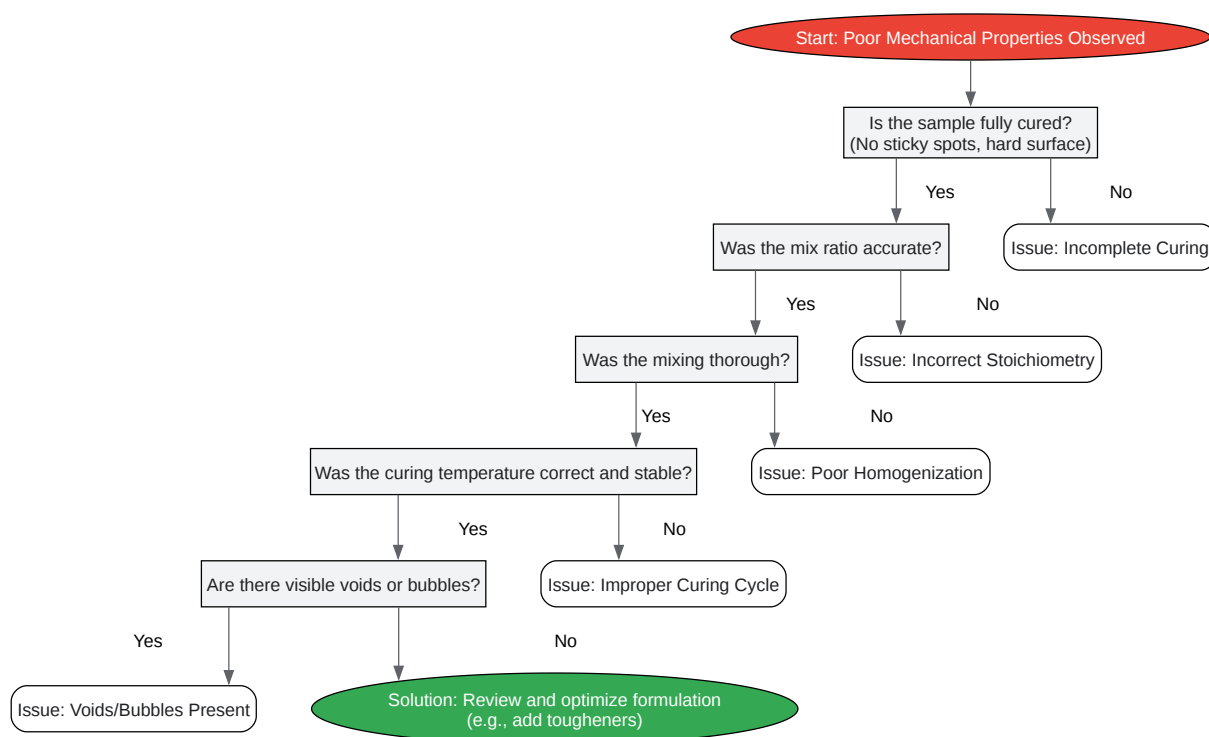 Start: Poor Mechanical Properties Observed
Is the sample fully cured?
(No sticky spots, hard surface)
Yes
No
Was the mix ratio accurate?
Issue: Incomplete Curing
Yes
No
Was the mixing thorough?
Issue: Incorrect Stoichiometry
Yes
No
Was the curing temperature correct and stable?
Issue: Poor Homogenization
Yes
No
Are there visible voids or bubbles?
Issue: Improper Curing Cycle
Yes
No
Issue: Voids/Bubbles Present
Solution: Review and optimize formulation
(e.g., add tougheners)